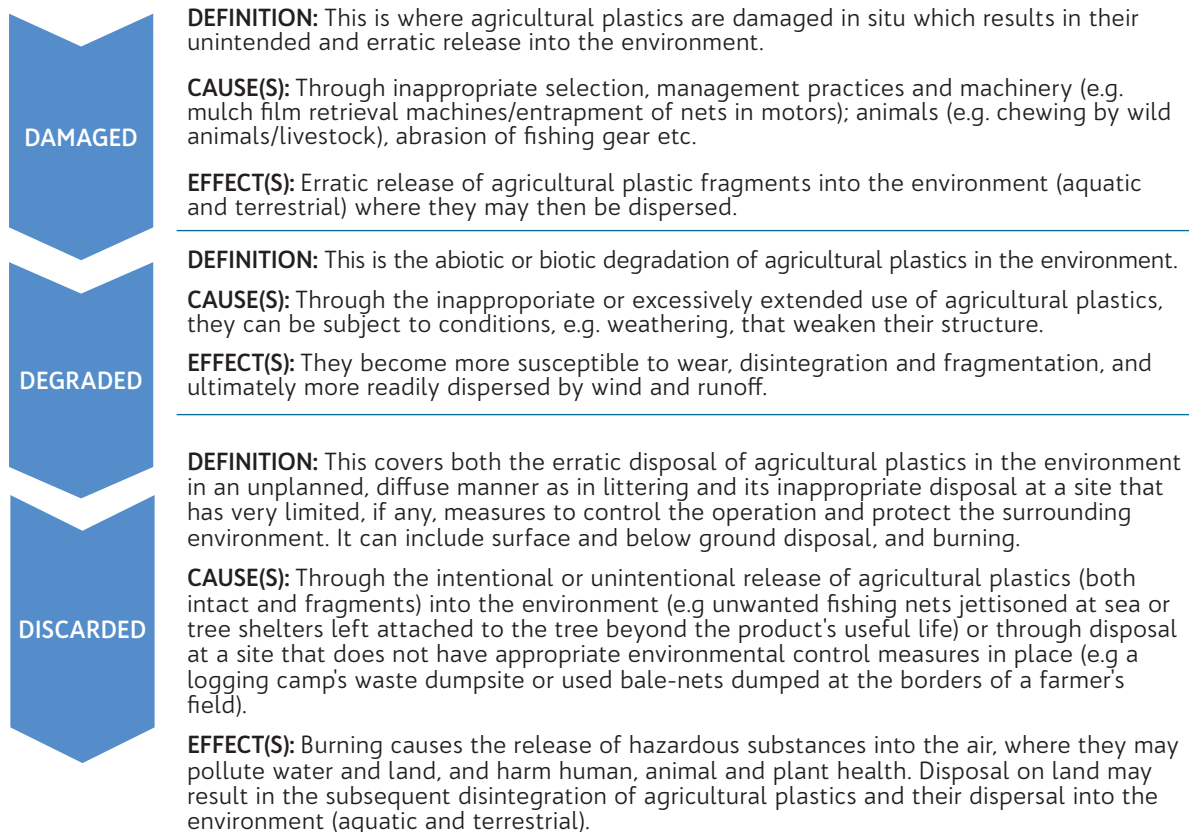 DAMAGED
DEFINITION: This is where agricultural plastics are damaged in situ which results in their
unintended and erratic release into the environment.
CAUSE(S): Through inappropriate selection, management practices and machinery (e.g.
mulch film retrieval machines/entrapment of nets in motors); animals (e.g. chewing by wild
animals/livestock), abrasion of fishing gear etc.
EFFECT(S): Erratic release of agricultural plastic fragments into the environment (aquatic
and terrestrial) where they may then be dispersed.
DEGRADED
DEFINITION: This is the abiotic or biotic degradation of agricultural plastics in the environment.
CAUSE(S): Through the inapproporiate or excessively extended use of agricultural plastics,
they can be subject to conditions, e.g. weathering, that weaken their structure.
EFFECT(S): They become more susceptible to wear, disintegration and fragmentation, and
ultimately more readily dispersed by wind and runoff.
DISCARDED
DEFINITION: This covers both the erratic disposal of agricultural plastics in the environment
in an unplanned, diffuse manner as in littering and its inappropriate disposal at a site that
has very limited, if any, measures to control the operation and protect the surrounding
environment. It can include surface and below ground disposal, and burning.
CAUSE(S): Through the intentional or unintentional release of agricultural plastics (both
intact and fragments) into the environment (e.g unwanted fishing nets jettisoned at sea or
tree shelters left attached to the tree beyond the product's useful life) or through disposal
at a site that does not have appropriate environmental control measures in place (e.g a
logging camp's waste dumpsite or used bale-nets dumped at the borders of a farmer's
field).
EFFECT(S): Burning causes the release of hazardous substances into the air, where they may
pollute water and land, and harm human, animal and plant health. Disposal on land may
result in the subsequent disintegration of agricultural plastics and their dispersal into the
environment (aquatic and terrestrial).